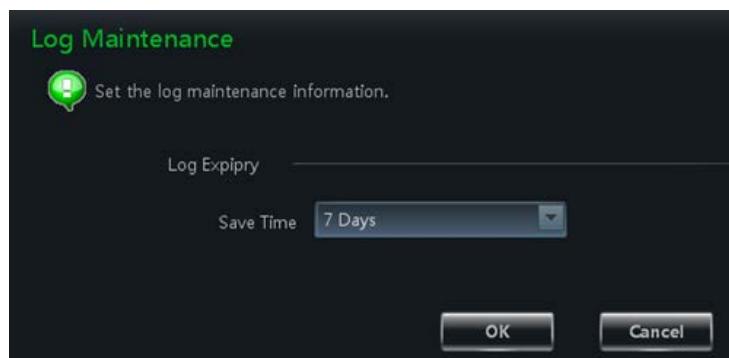 Log Maintenance
Set the log maintenance information.
Log Expipry
Save Time 7 Days
OK Cancel